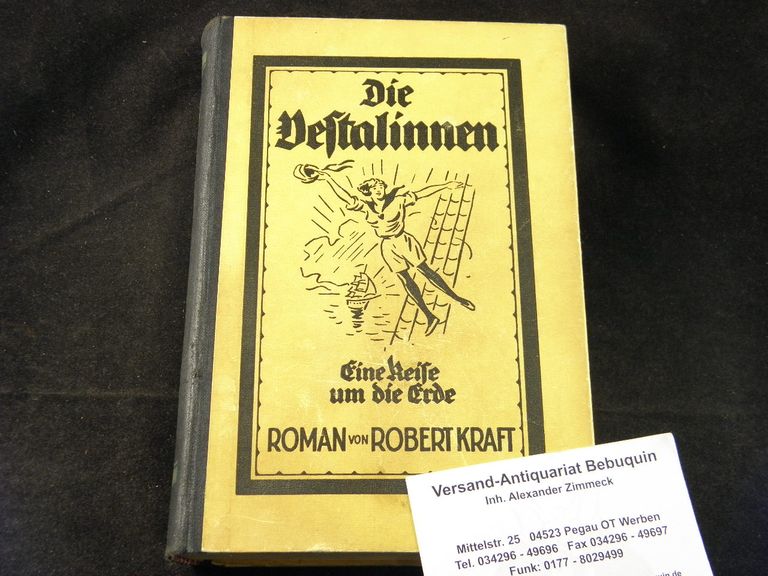 Die
Vestalinnen
Eine Reise
um die Erde
ROMAN VON ROBERT KRAFT
Versand-Antiquariat Bebuquin
Inh. Alexander Zimmeck
Mittelstr. 25 04523 Pegau OT Werben
Tel. 034296 - 49696 Fax 034296 - 49697
Funk: 0177 - 8029499